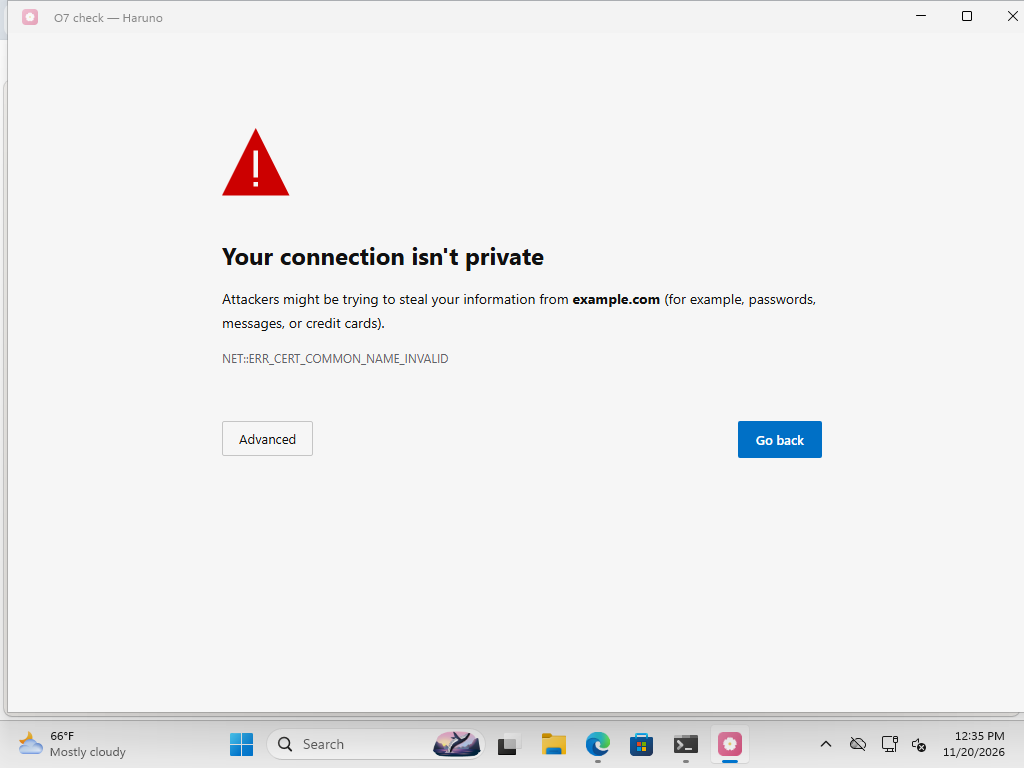 O7 check — Haruno
Your connection isn't private
Attackers might be trying to steal your information from example.com (for example, passwords,
messages, or credit cards).
NET::ERR_CERT_COMMON_NAME_INVALID
Advanced
Go back
66°F
Mostly cloudy
Search
12:35 PM
11/20/2026